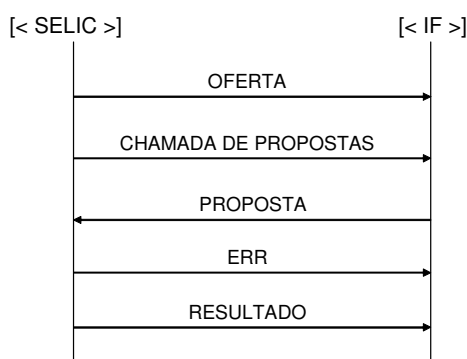 [< SELIC >] [< IF >]
OFERTA
CHAMADA DE PROPOSTAS
PROPOSTA
ERR
RESULTADO